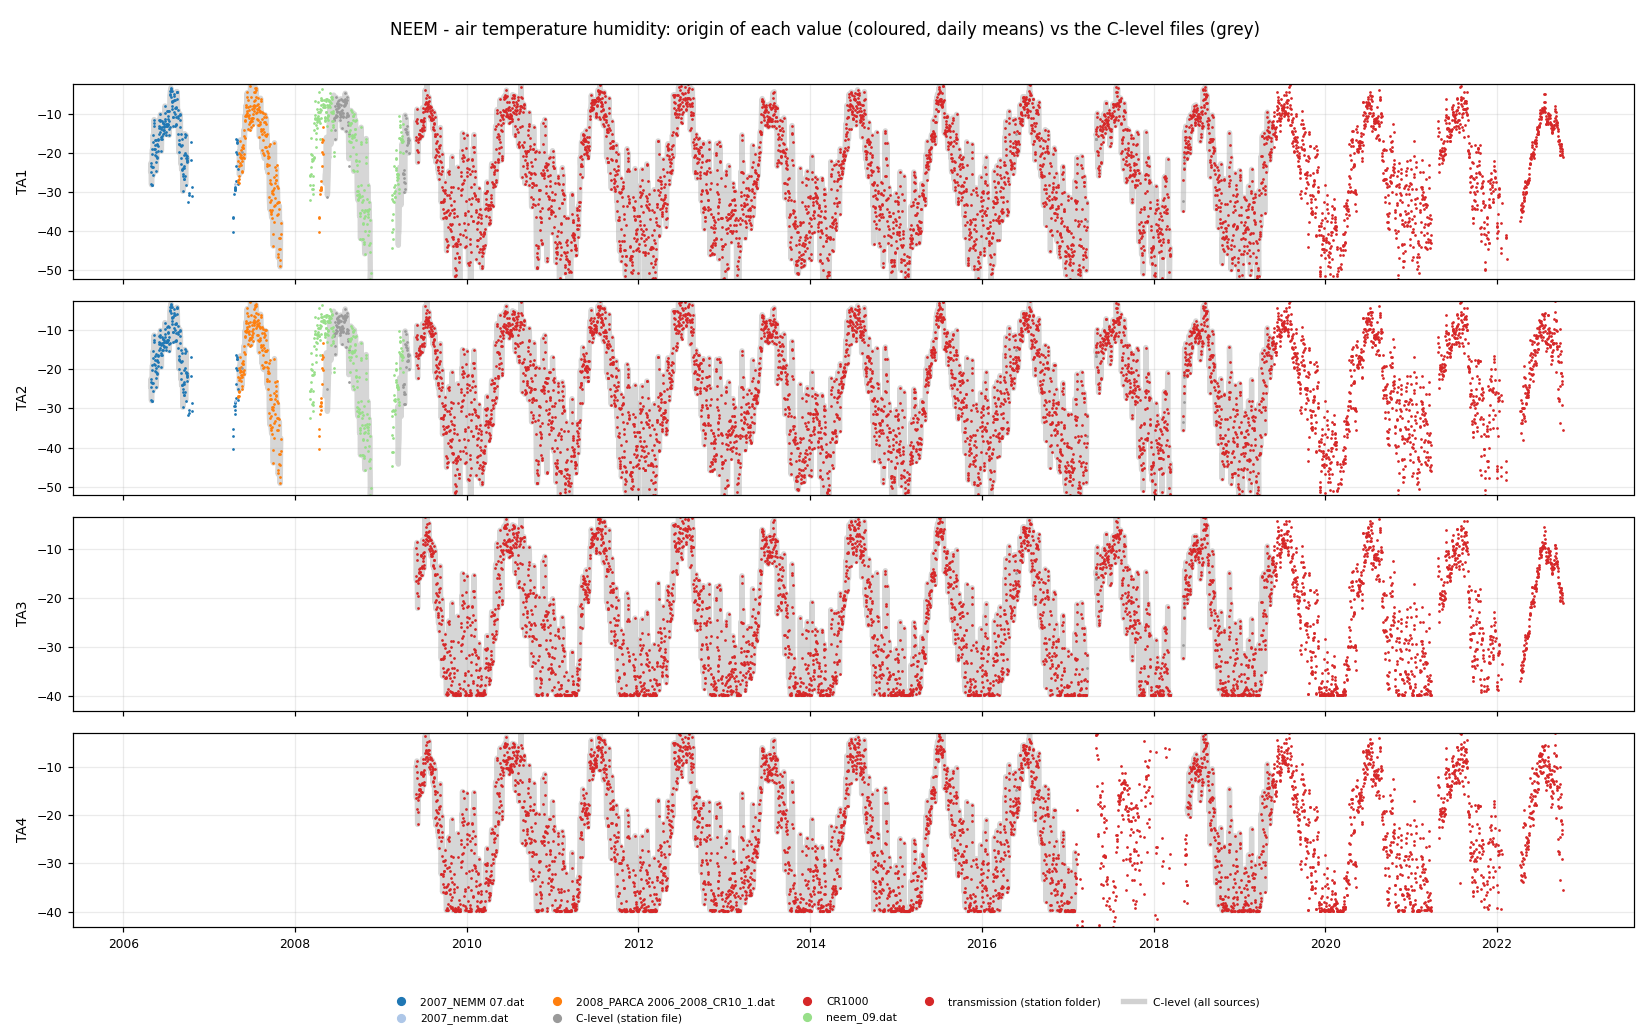 NEEM - air temperature humidity: origin of each value (coloured, daily means) vs the C-level files (grey)
TA1
−10
−20
−30
−40
−50
TA2
−10
−20
−30
−40
−50
TA3
−10
−20
−30
−40
TA4
−10
−20
−30
−40
2006 2008 2010 2012 2014 2016 2018 2020 2022
2007_NEMM 07.dat 2008_PARCA 2006_2008_CR10_1.dat CR1000 transmission (station folder) C-level (all sources)
2007_nemm.dat C-level (station file) neem_09.dat